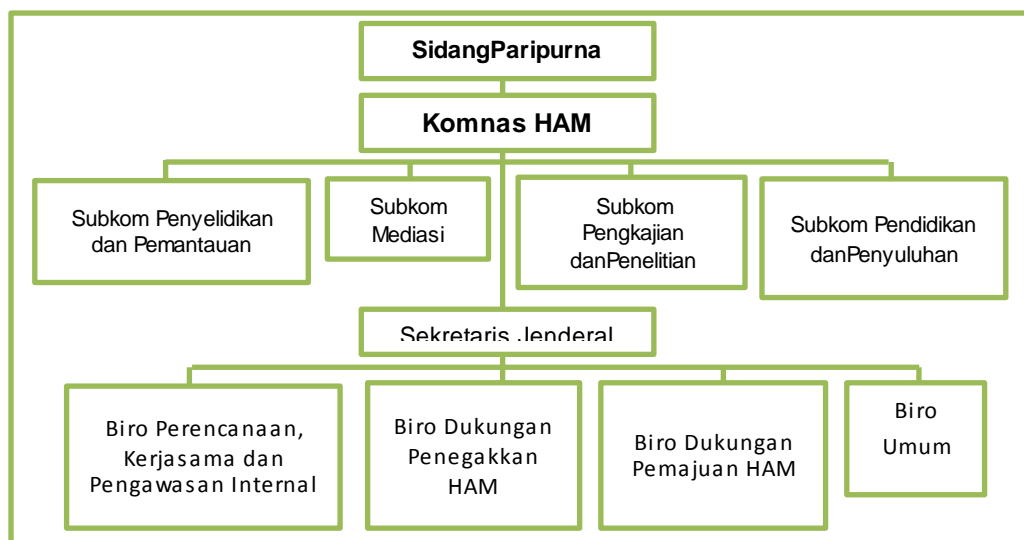 SidangParipurna
Komnas HAM
Subkom Penyelidikan
dan Pemantauan
Subkom
Mediasi
Subkom
Pengkajian
danPenelitian
Subkom Pendidikan
danPenyuluhan
Sekretaris Jenderal
Biro Perencanaan,
Kerjasama dan
Pengawasan Internal
Biro Dukungan
Penegakkan
HAM
Biro Dukungan
Pemajuan HAM
Biro
Umum